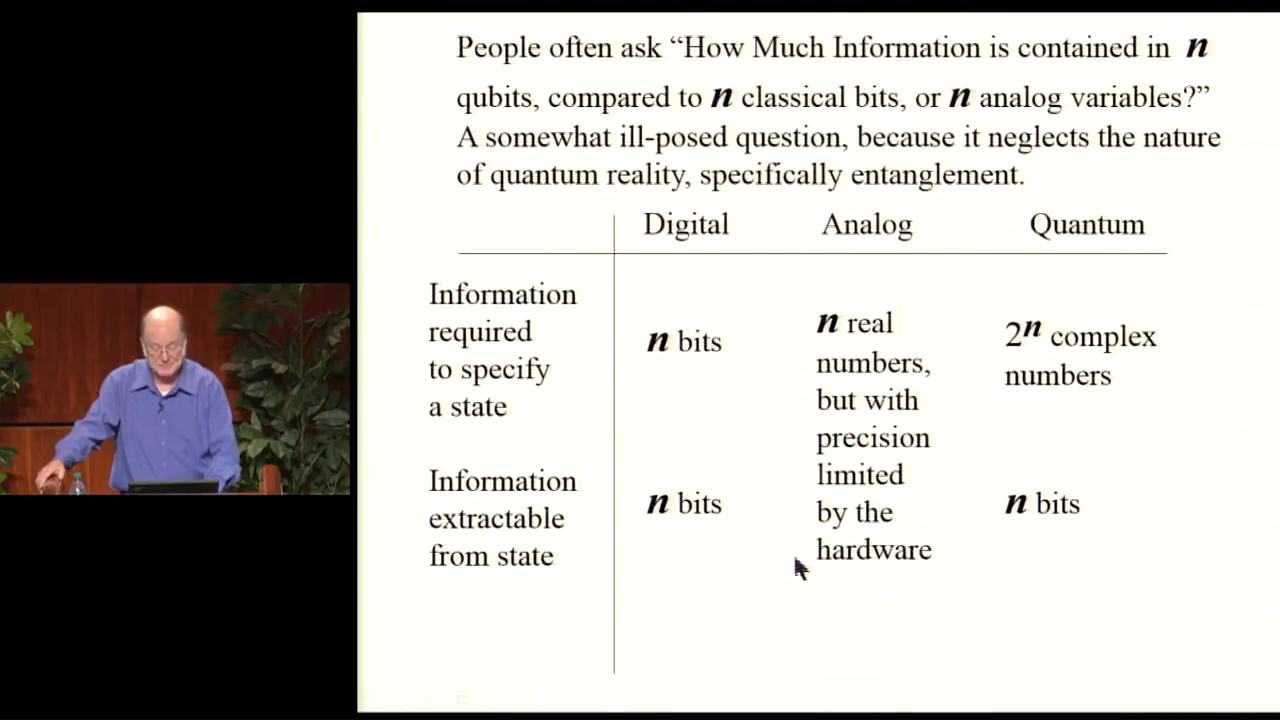 People often ask “How Much Information is contained in n
qubits, compared to n classical bits, or n analog variables?”
A somewhat ill-posed question, because it neglects the nature
of quantum reality, specifically entanglement.
Digital Analog Quantum
Information
required
to specify
a state
n bits
n real
numbers,
but with
precision
limited
by the
hardware
2ⁿ complex
numbers
Information
extractable
from state
n bits
n bits